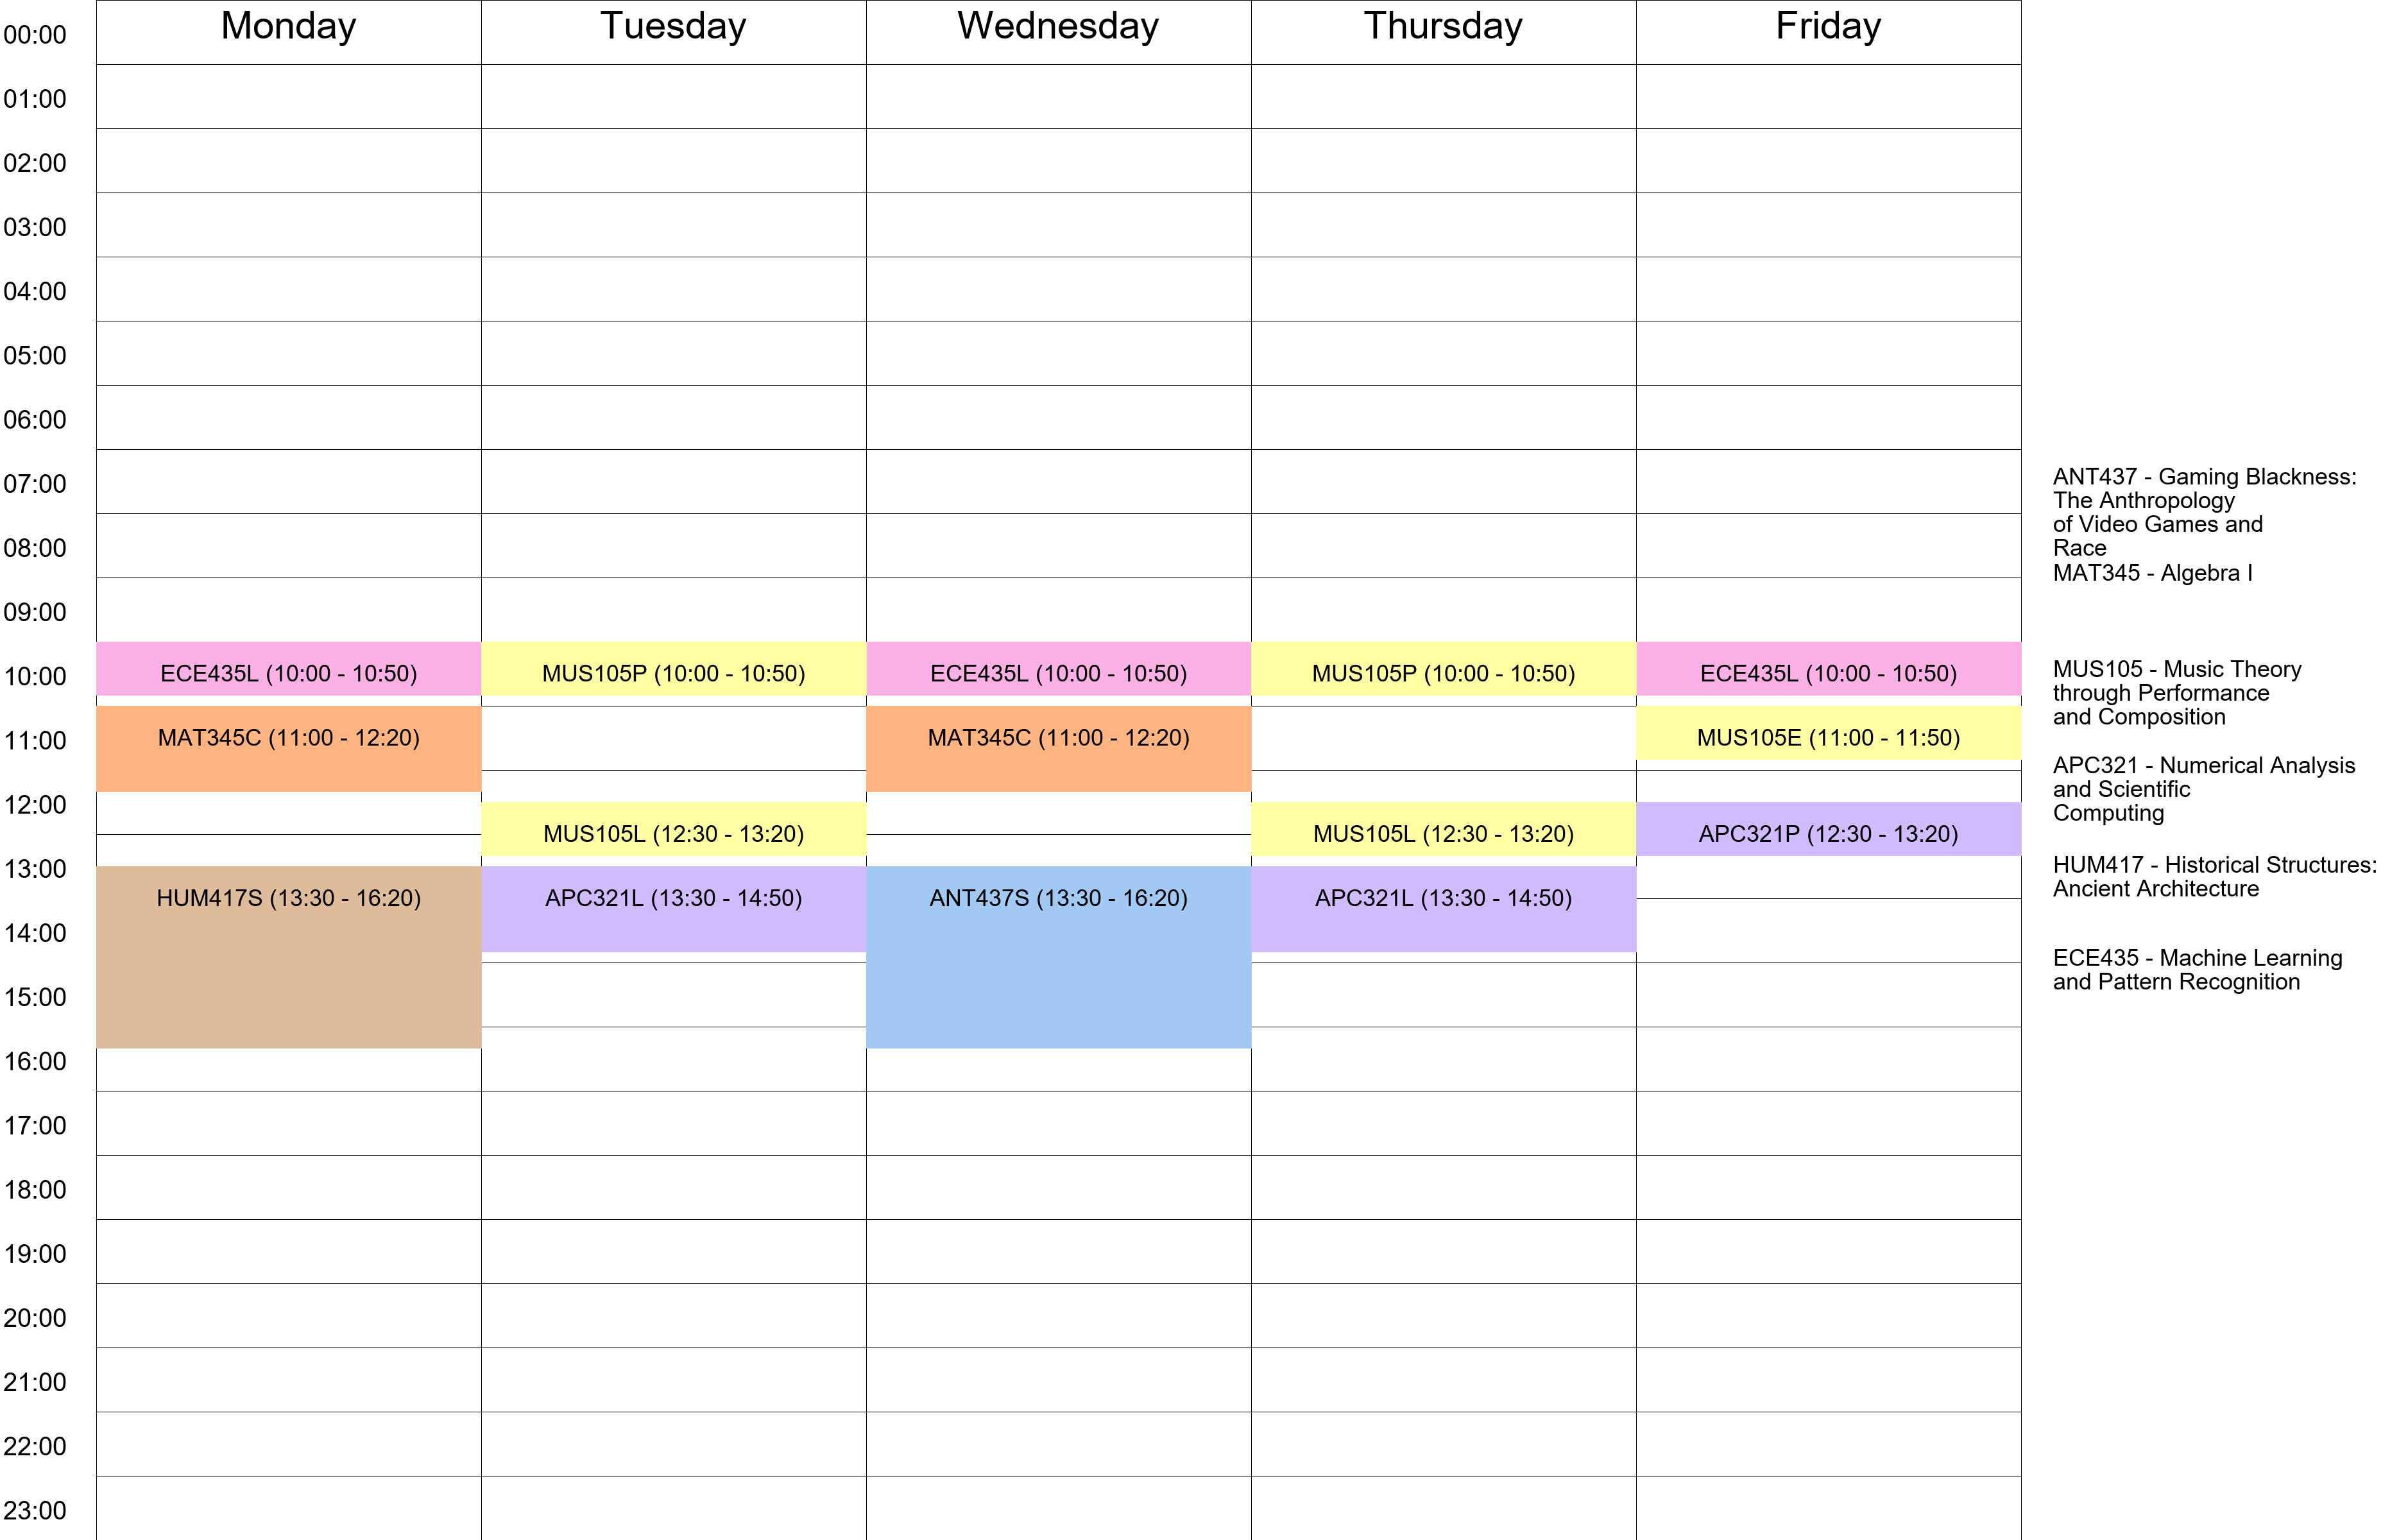 Monday Tuesday Wednesday Thursday Friday
00:00
01:00
02:00
03:00
04:00
05:00
06:00
07:00
08:00
09:00
10:00 ECE435L (10:00 - 10:50) MUS105P (10:00 - 10:50) ECE435L (10:00 - 10:50) MUS105P (10:00 - 10:50) ECE435L (10:00 - 10:50)
11:00 MAT345C (11:00 - 12:20) MAT345C (11:00 - 12:20) MUS105E (11:00 - 11:50)
12:00
MUS105L (12:30 - 13:20) MUS105L (12:30 - 13:20) APC321P (12:30 - 13:20)
13:00
HUM417S (13:30 - 16:20) APC321L (13:30 - 14:50) ANT437S (13:30 - 16:20) APC321L (13:30 - 14:50)
14:00
15:00
16:00
17:00
18:00
19:00
20:00
21:00
22:00
23:00
ANT437 - Gaming Blackness:
The Anthropology
of Video Games and
Race
MAT345 - Algebra I
MUS105 - Music Theory
through Performance
and Composition
APC321 - Numerical Analysis
and Scientific
Computing
HUM417 - Historical Structures:
Ancient Architecture
ECE435 - Machine Learning
and Pattern Recognition